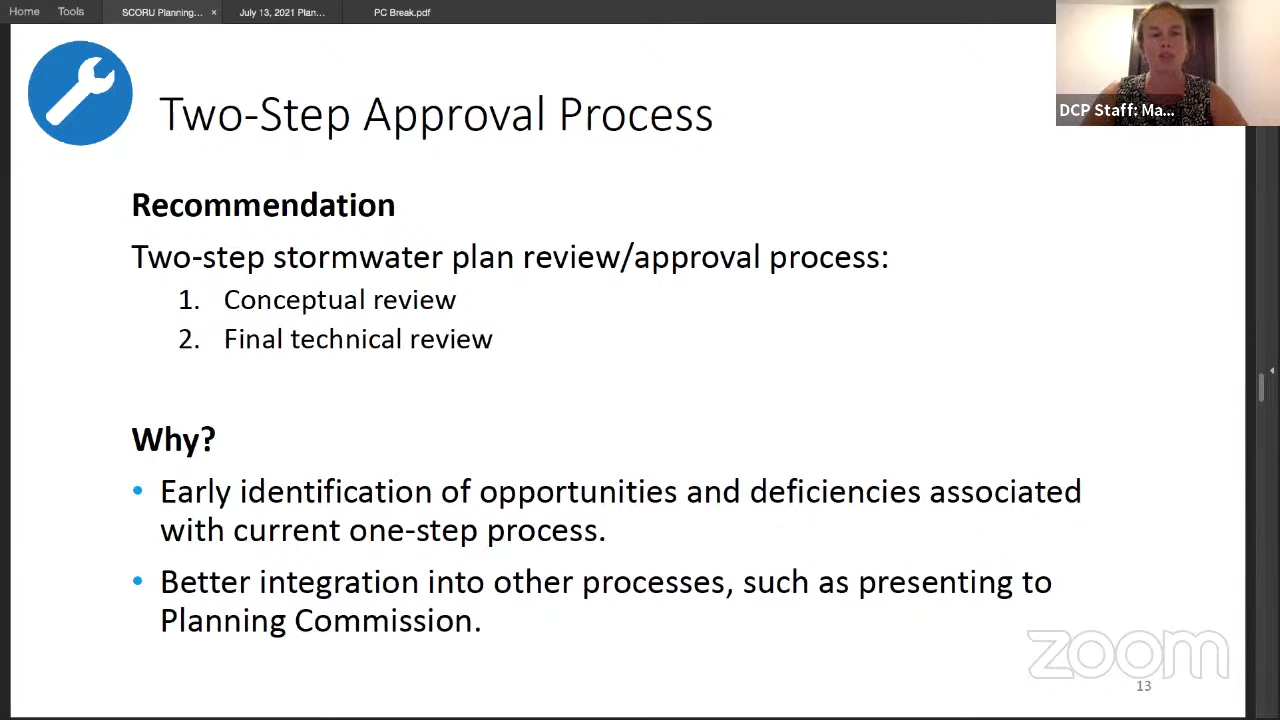 Home Tools SCORU Planning... × July 13, 2021 Plan... PC Break.pdf
DCP Staff: Ma...
Two-Step Approval Process
Recommendation
Two-step stormwater plan review/approval process:
1. Conceptual review
2. Final technical review
Why?
• Early identification of opportunities and deficiencies associated
with current one-step process.
• Better integration into other processes, such as presenting to
Planning Commission.
zoom
13